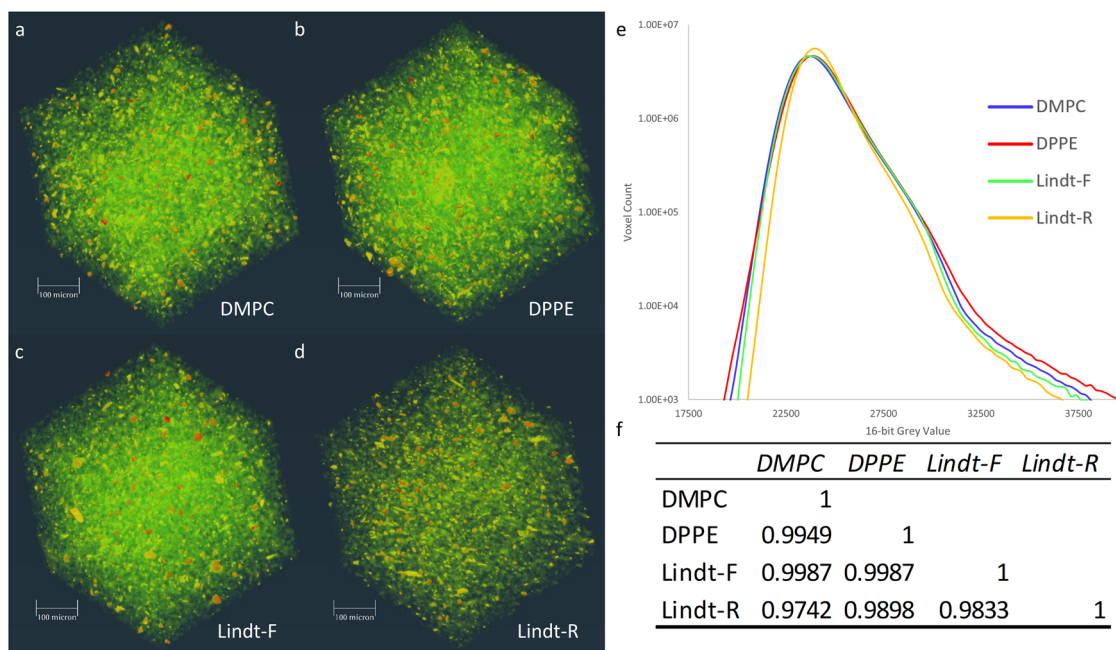 a
100 micron
DMPC
b
100 micron
DPPE
c
100 micron
Lindt-F
d
100 micron
Lindt-R
e
1.00E+07
1.00E+06
1.00E+05
1.00E+04
1.00E+03
Voxel Count
17500 22500 27500 32500 37500
16-bit Grey Value
DMPC
DPPE
Lindt-F
Lindt-R
f
DMPC DPPE Lindt-F Lindt-R
DMPC 1
DPPE 0.9949 1
Lindt-F 0.9987 0.9987 1
Lindt-R 0.9742 0.9898 0.9833 1